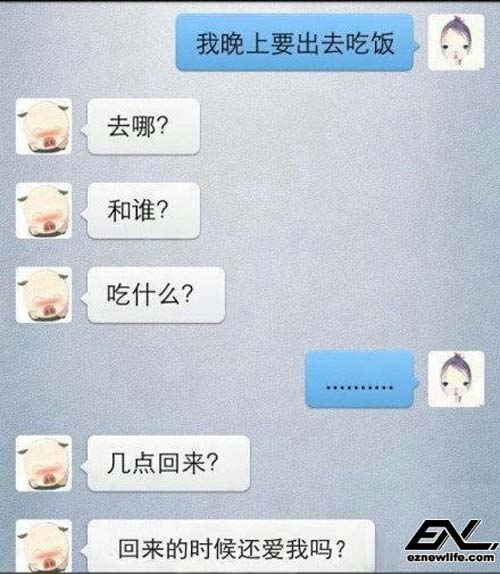 我晚上要出去吃饭
去哪?
和谁?
吃什么?
..........
几点回来?
回来的时候还爱我吗?
ENL
eznewlife.com